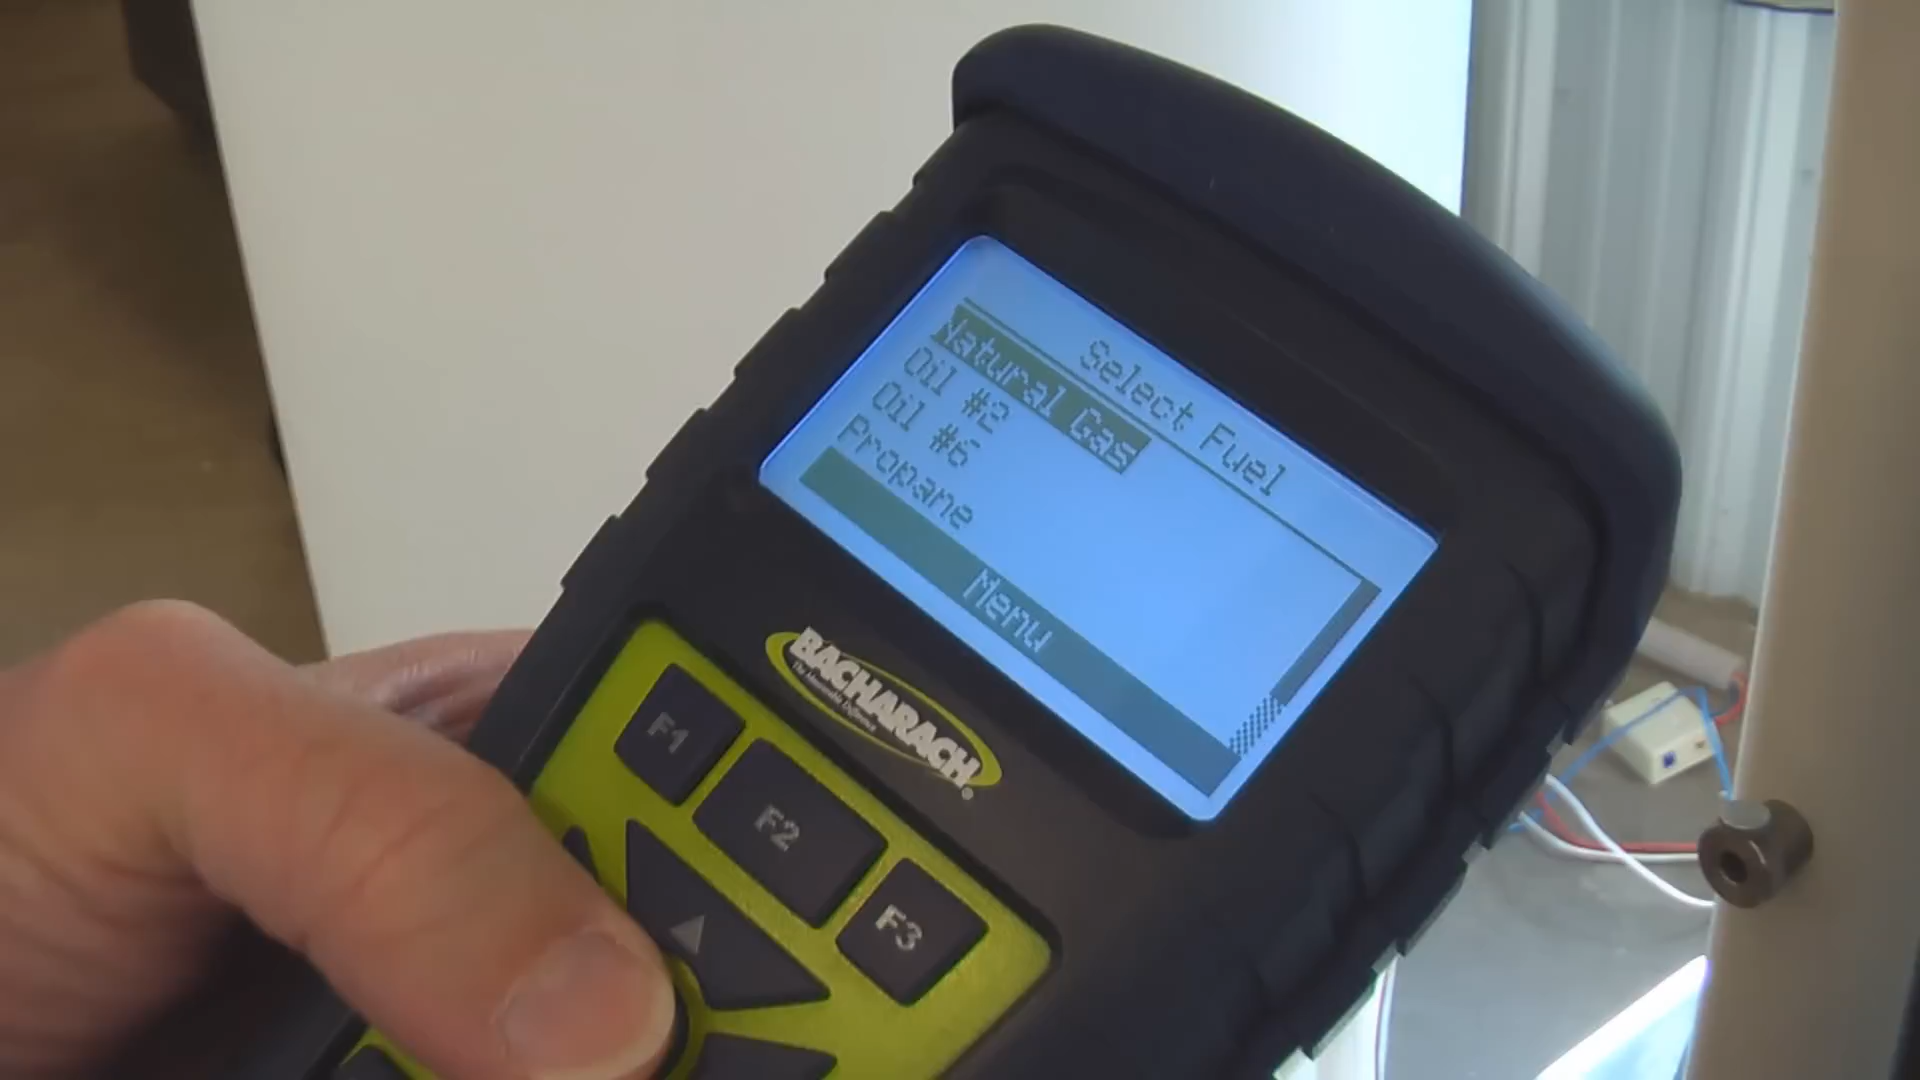 Select Fuel
Natural Gas
Oil #2
Oil #6
Propane
Menu
BACHARACH®
F1
F2
F3